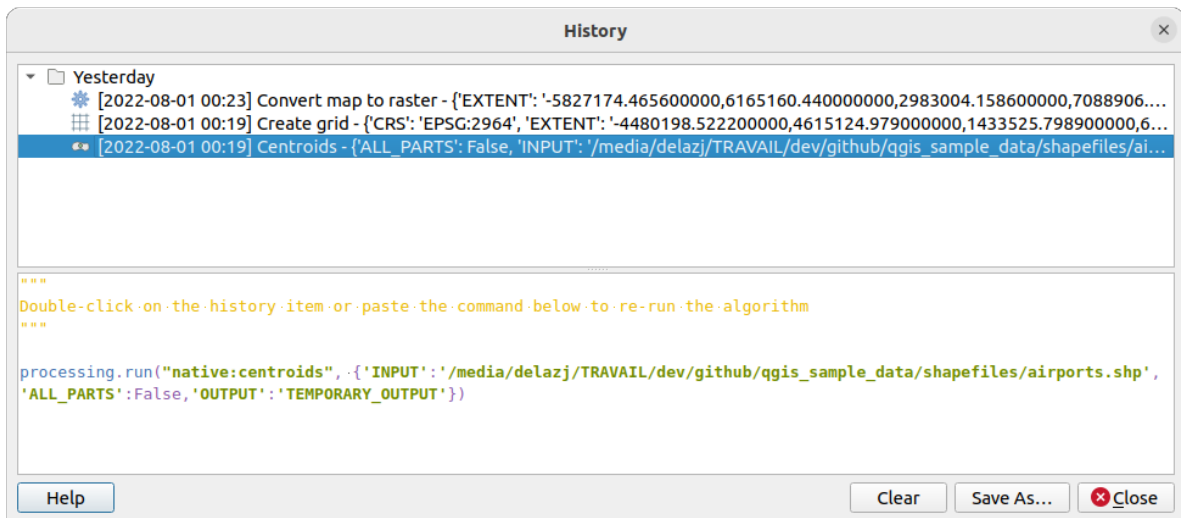 History
Yesterday
[2022-08-01 00:23] Convert map to raster - {'EXTENT': '-5827174.465600000,6165160.440000000,2983004.158600000,7088906....
[2022-08-01 00:19] Create grid - {'CRS': 'EPSG:2964', 'EXTENT': '-4480198.522200000,4615124.979000000,1433525.798900000,6...
[2022-08-01 00:19] Centroids - {'ALL_PARTS': False, 'INPUT': '/media/delazj/TRAVAIL/dev/github/qgis_sample_data/shapefiles/ai...
"""
Double-click·on·the·history·item·or·paste·the·command·below·to·re-run·the·algorithm
"""
processing.run("native:centroids",·{'INPUT':'/media/delazj/TRAVAIL/dev/github/qgis_sample_data/shapefiles/airports.shp',
'ALL_PARTS':False,'OUTPUT':'TEMPORARY_OUTPUT'})
Help Clear Save As... Close